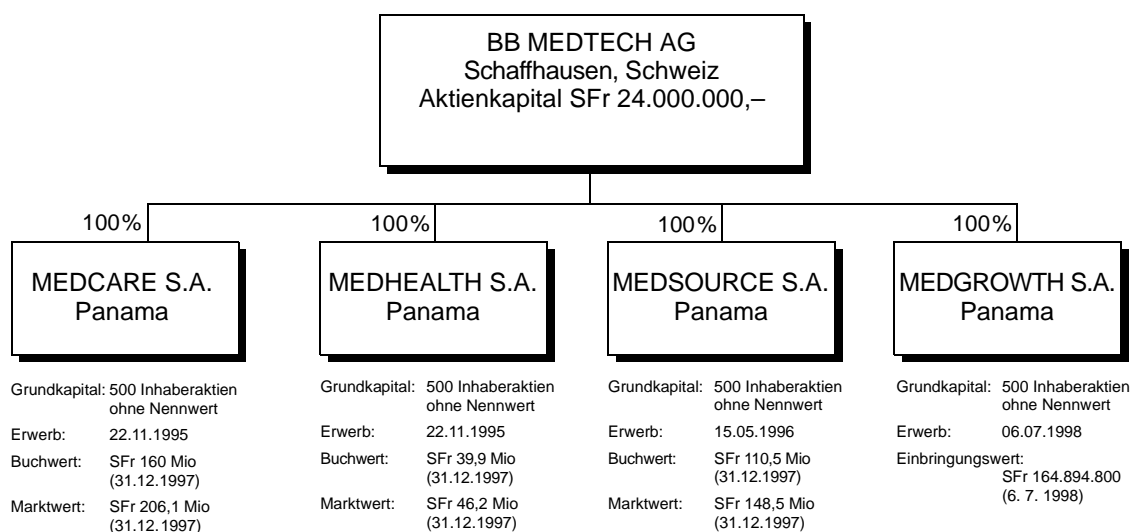 BB MEDTECH AG
Schaffhausen, Schweiz
Aktienkapital SFr 24.000.000,–
100%
MEDCARE S.A.
Panama
Grundkapital: 500 Inhaberaktien
ohne Nennwert
Erwerb: 22.11.1995
Buchwert: SFr 160 Mio
(31.12.1997)
Marktwert: SFr 206,1 Mio
(31.12.1997)
100%
MEDHEALTH S.A.
Panama
Grundkapital: 500 Inhaberaktien
ohne Nennwert
Erwerb: 22.11.1995
Buchwert: SFr 39,9 Mio
(31.12.1997)
Marktwert: SFr 46,2 Mio
(31.12.1997)
100%
MEDSOURCE S.A.
Panama
Grundkapital: 500 Inhaberaktien
ohne Nennwert
Erwerb: 15.05.1996
Buchwert: SFr 110,5 Mio
(31.12.1997)
Marktwert: SFr 148,5 Mio
(31.12.1997)
100%
MEDGROWTH S.A.
Panama
Grundkapital: 500 Inhaberaktien
ohne Nennwert
Erwerb: 06.07.1998
Einbringungswert:
SFr 164.894.800
(6. 7. 1998)